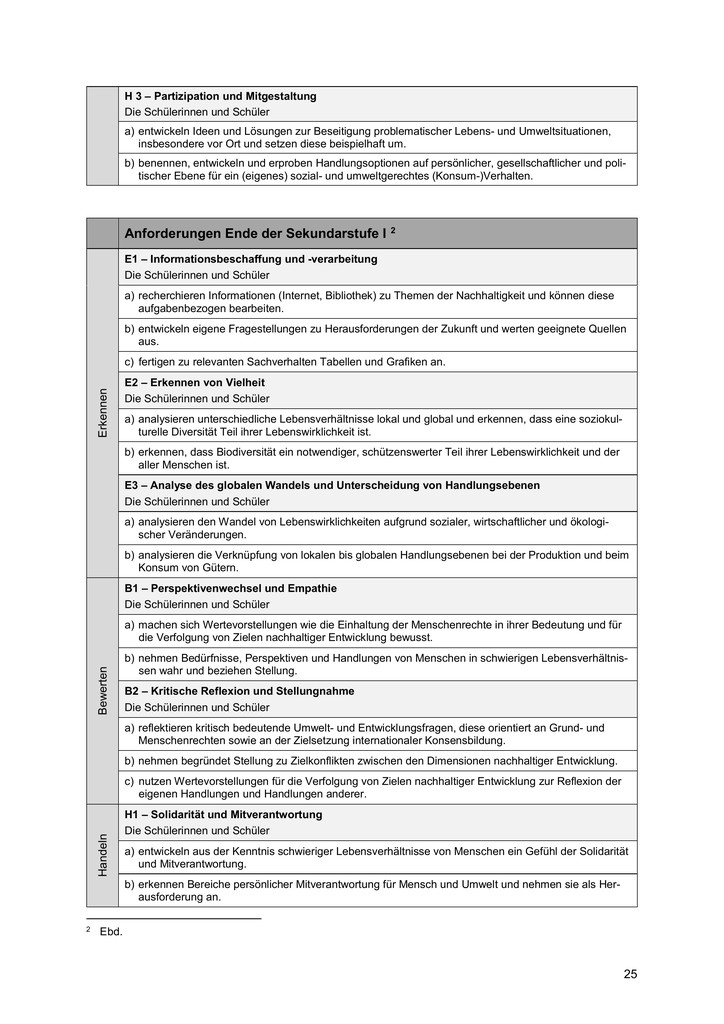 H 3 – Partizipation und Mitgestaltung
Die Schülerinnen und Schüler
a) entwickeln Ideen und Lösungen zur Beseitigung problematischer Lebens- und Umweltsituationen,
insbesondere vor Ort und setzen diese beispielhaft um.
b) benennen, entwickeln und erproben Handlungsoptionen auf persönlicher, gesellschaftlicher und poli-
tischer Ebene für ein (eigenes) sozial- und umweltgerechtes (Konsum-)Verhalten.
Anforderungen Ende der Sekundarstufe I ²
Erkennen
E1 – Informationsbeschaffung und -verarbeitung
Die Schülerinnen und Schüler
a) recherchieren Informationen (Internet, Bibliothek) zu Themen der Nachhaltigkeit und können diese
aufgabenbezogen bearbeiten.
b) entwickeln eigene Fragestellungen zu Herausforderungen der Zukunft und werten geeignete Quellen
aus.
c) fertigen zu relevanten Sachverhalten Tabellen und Grafiken an.
E2 – Erkennen von Vielheit
Die Schülerinnen und Schüler
a) analysieren unterschiedliche Lebensverhältnisse lokal und global und erkennen, dass eine soziokul-
turelle Diversität Teil ihrer Lebenswirklichkeit ist.
b) erkennen, dass Biodiversität ein notwendiger, schützenswerter Teil ihrer Lebenswirklichkeit und der
aller Menschen ist.
E3 – Analyse des globalen Wandels und Unterscheidung von Handlungsebenen
Die Schülerinnen und Schüler
a) analysieren den Wandel von Lebenswirklichkeiten aufgrund sozialer, wirtschaftlicher und ökologi-
scher Veränderungen.
b) analysieren die Verknüpfung von lokalen bis globalen Handlungsebenen bei der Produktion und beim
Konsum von Gütern.
Bewerten
B1 – Perspektivenwechsel und Empathie
Die Schülerinnen und Schüler
a) machen sich Wertevorstellungen wie die Einhaltung der Menschenrechte in ihrer Bedeutung und für
die Verfolgung von Zielen nachhaltiger Entwicklung bewusst.
b) nehmen Bedürfnisse, Perspektiven und Handlungen von Menschen in schwierigen Lebensverhältnis-
sen wahr und beziehen Stellung.
B2 – Kritische Reflexion und Stellungnahme
Die Schülerinnen und Schüler
a) reflektieren kritisch bedeutende Umwelt- und Entwicklungsfragen, diese orientiert an Grund- und
Menschenrechten sowie an der Zielsetzung internationaler Konsensbildung.
b) nehmen begründet Stellung zu Zielkonflikten zwischen den Dimensionen nachhaltiger Entwicklung.
c) nutzen Wertevorstellungen für die Verfolgung von Zielen nachhaltiger Entwicklung zur Reflexion der
eigenen Handlungen und Handlungen anderer.
Handeln
H1 – Solidarität und Mitverantwortung
Die Schülerinnen und Schüler
a) entwickeln aus der Kenntnis schwieriger Lebensverhältnisse von Menschen ein Gefühl der Solidarität
und Mitverantwortung.
b) erkennen Bereiche persönlicher Mitverantwortung für Mensch und Umwelt und nehmen sie als Her-
ausforderung an.
² Ebd.
25